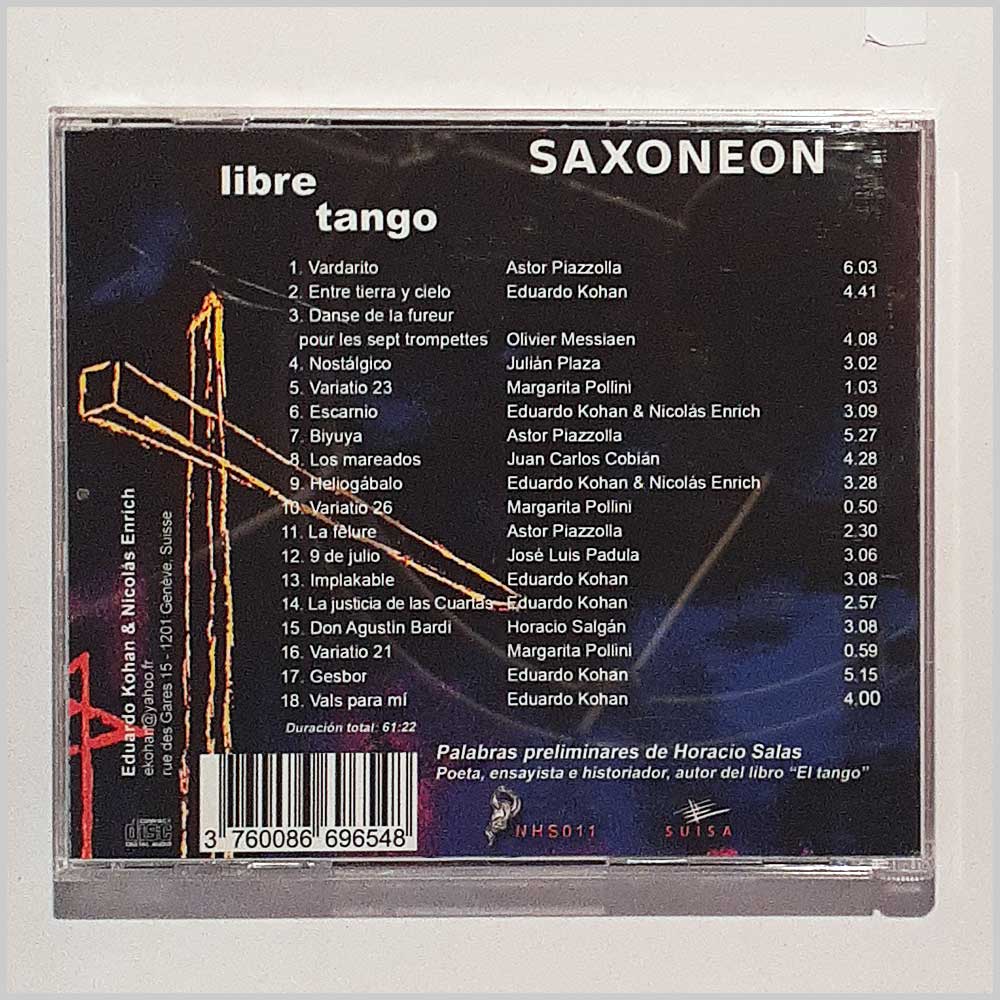 SAXONEON
libre
tango
1. Vardarito Astor Piazzolla 6.03
2. Entre tierra y cielo Eduardo Kohan 4.41
3. Danse de la fureur
pour les sept trompettes Olivier Messiaen 4.08
4. Nostálgico Julián Plaza 3.02
5. Variatio 23 Margarita Pollini 1.03
6. Escarnio Eduardo Kohan & Nicolás Enrich 3.09
7. Biyuya Astor Piazzolla 5.27
8. Los mareados Juan Carlos Cobián 4.28
9. Heliogábalo Eduardo Kohan & Nicolás Enrich 3.28
10. Variatio 26 Margarita Pollini 0.50
11. La fêlure Astor Piazzolla 2.30
12. 9 de julio José Luis Padula 3.06
13. Implakable Eduardo Kohan 3.08
14. La justicia de las Cuartas Eduardo Kohan 2.57
15. Don Agustin Bardi Horacio Salgán 3.08
16. Variatio 21 Margarita Pollini 0.59
17. Gesbor Eduardo Kohan 5.15
18. Vals para mí Eduardo Kohan 4.00
Duración total: 61:22
Palabras preliminares de Horacio Salas
Poeta, ensayista e historiador, autor del libro “El tango”
Eduardo Kohan & Nicolás Enrich
ekohan@yahoo.fr
rue des Gares 15 - 1201 Genève. Suisse
COMPACT
disc
DIGITAL AUDIO
3 760086 696548
NHS011
SUISA